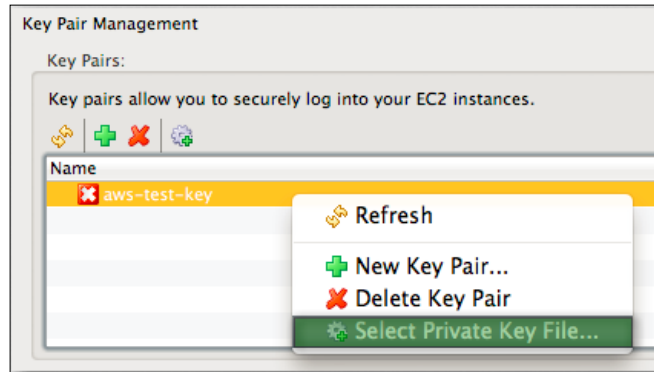 Key Pair Management
Key Pairs:
Key pairs allow you to securely log into your EC2 instances.
Name
aws-test-key
Refresh
New Key Pair...
Delete Key Pair
Select Private Key File...